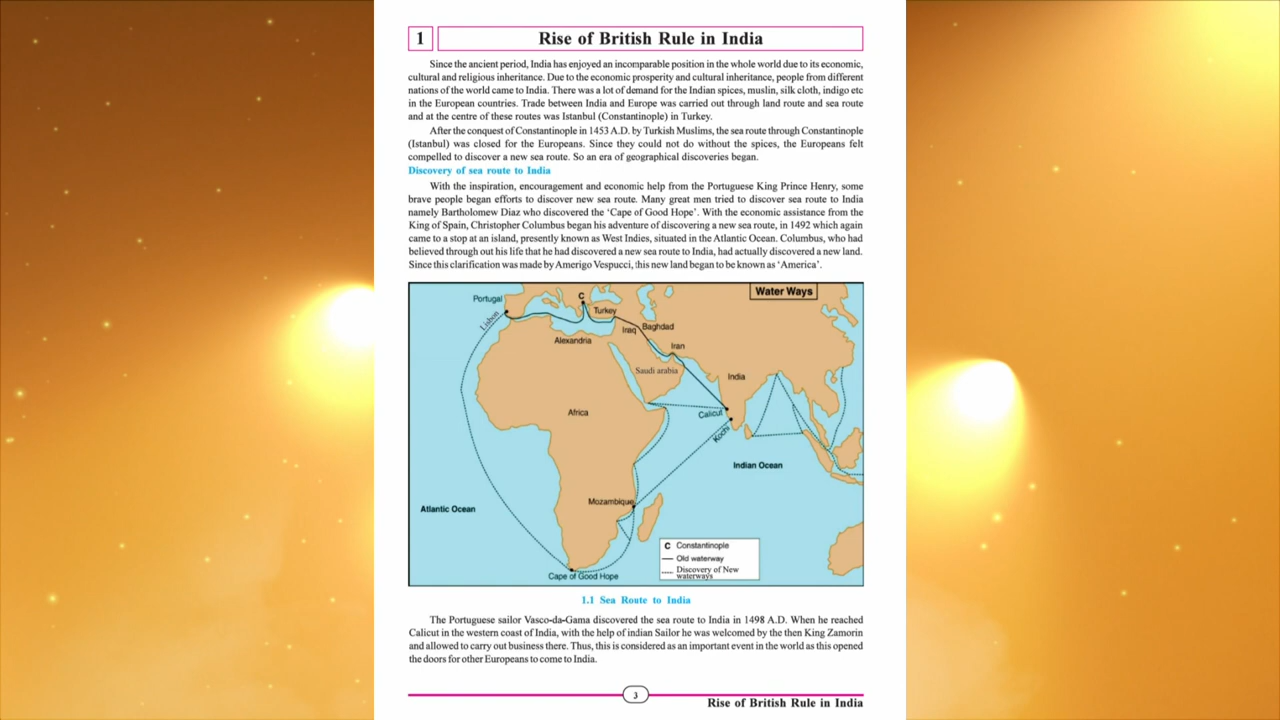 1
Rise of British Rule in India
Since the ancient period, India has enjoyed an incomparable position in the whole world due to its economic,
cultural and religious inheritance. Due to the economic prosperity and cultural inheritance, people from different
nations of the world came to India. There was a lot of demand for the Indian spices, muslin, silk cloth, indigo etc
in the European countries. Trade between India and Europe was carried out through land route and sea route
and at the centre of these routes was Istanbul (Constantinople) in Turkey.
After the conquest of Constantinople in 1453 A.D. by Turkish Muslims, the sea route through Constantinople
(Istanbul) was closed for the Europeans. Since they could not do without the spices, the Europeans felt
compelled to discover a new sea route. So an era of geographical discoveries began.
Discovery of sea route to India
With the inspiration, encouragement and economic help from the Portuguese King Prince Henry, some
brave people began efforts to discover new sea route. Many great men tried to discover sea route to India
namely Bartholomew Diaz who discovered the ‘Cape of Good Hope’. With the economic assistance from the
King of Spain, Christopher Columbus began his adventure of discovering a new sea route, in 1492 which again
came to a stop at an island, presently known as West Indies, situated in the Atlantic Ocean. Columbus, who had
believed through out his life that he had discovered a new sea route to India, had actually discovered a new land.
Since this clarification was made by Amerigo Vespucci, this new land began to be known as ‘America’.
Water Ways
Portugal
C
Lisbon
Turkey
Iraq
Baghdad
Alexandria
Iran
Saudi arabia
India
Africa
Calicut
Kochi
Indian Ocean
Mozambique
Atlantic Ocean
C Constantinople
Old waterway
Discovery of New
waterways
Cape of Good Hope
1.1 Sea Route to India
The Portuguese sailor Vasco-da-Gama discovered the sea route to India in 1498 A.D. When he reached
Calicut in the western coast of India, with the help of indian Sailor he was welcomed by the then King Zamorin
and allowed to carry out business there. Thus, this is considered as an important event in the world as this opened
the doors for other Europeans to come to India.
3
Rise of British Rule in India